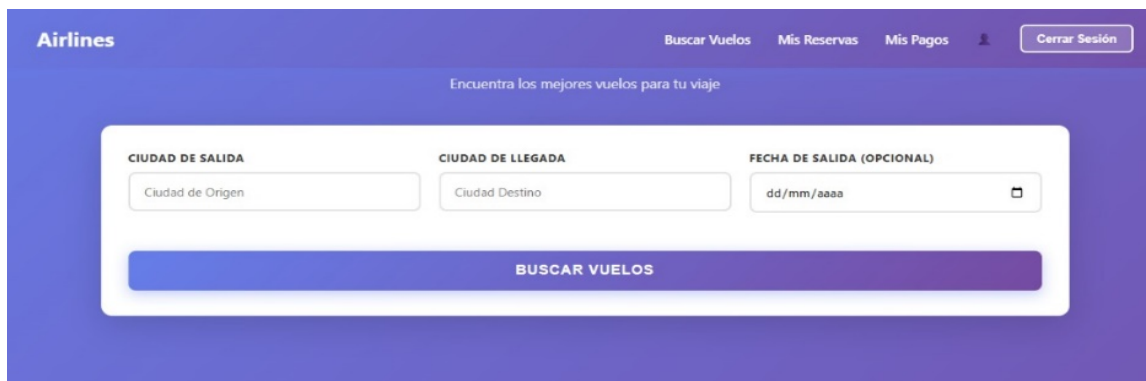 Airlines
Buscar Vuelos Mis Reservas Mis Pagos Cerrar Sesión
Encuentra los mejores vuelos para tu viaje
CIUDAD DE SALIDA CIUDAD DE LLEGADA FECHA DE SALIDA (OPCIONAL)
Ciudad de Origen Ciudad Destino dd/mm/aaaa
BUSCAR VUELOS